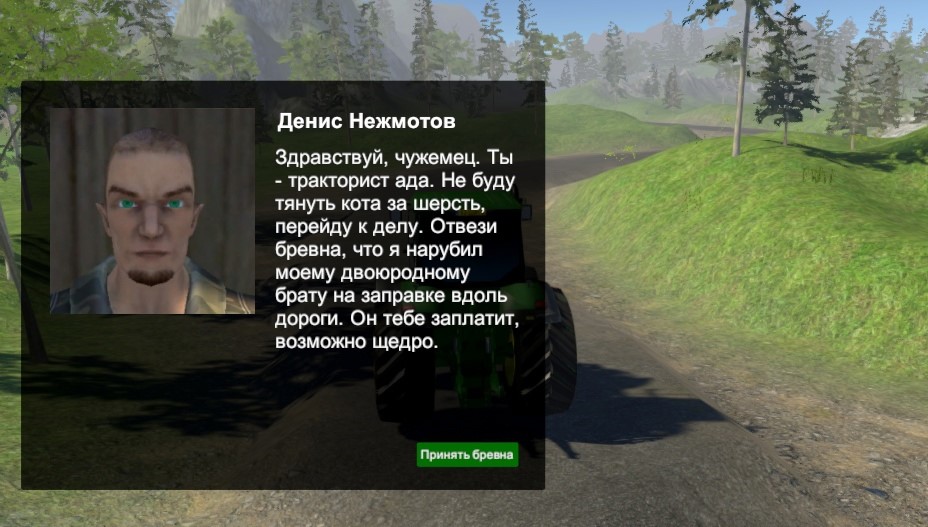 Денис Нежмотов
Здравствуй, чужемец. Ты
- тракторист ада. Не буду
тянуть кота за шерсть,
перейду к делу. Отвези
бревна, что я нарубил
моему двоюродному
брату на заправке вдоль
дороги. Он тебе заплатит,
возможно щедро.
Принять бревна